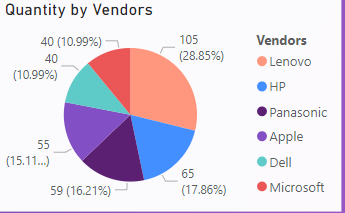 Quantity by Vendors
40 (10.99%)
105
(28.85%)
40
(10.99%)
55
(15.11...)
59 (16.21%)
65
(17.86%)
Vendors
Lenovo
HP
Panasonic
Apple
Dell
Microsoft